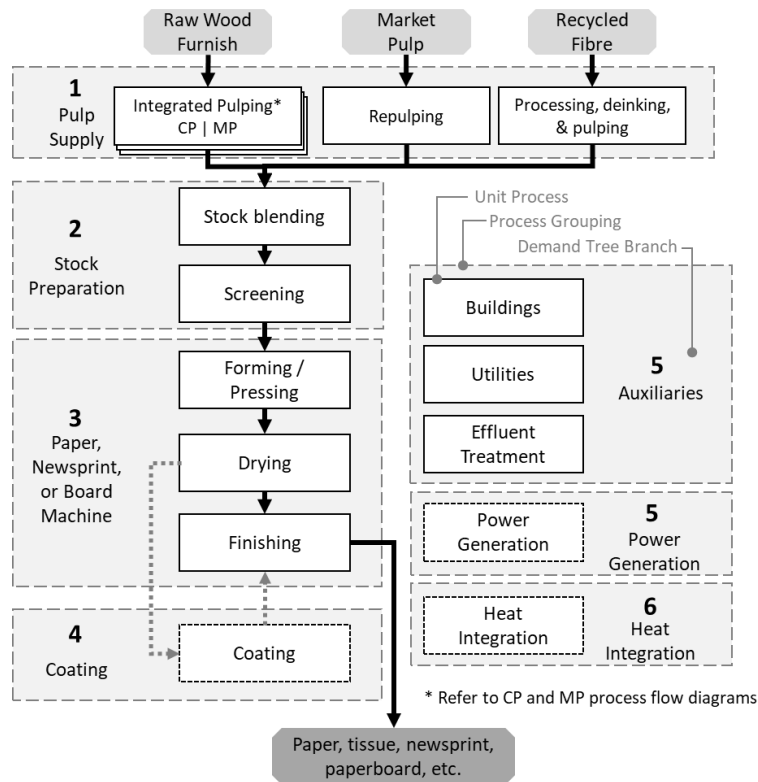 Raw Wood
Furnish
Market
Pulp
Recycled
Fibre
1
Pulp
Supply
Integrated Pulping*
CP | MP
Repulping
Processing, deinking,
& pulping
2
Stock
Preparation
Stock blending
Screening
Unit Process
Process Grouping
Demand Tree Branch
3
Paper,
Newsprint,
or Board
Machine
Forming /
Pressing
Drying
Finishing
Buildings
Utilities
Effluent
Treatment
5
Auxiliaries
Power
Generation
5
Power
Generation
4
Coating
Coating
Heat
Integration
6
Heat
Integration
* Refer to CP and MP process flow diagrams
Paper, tissue, newsprint,
paperboard, etc.